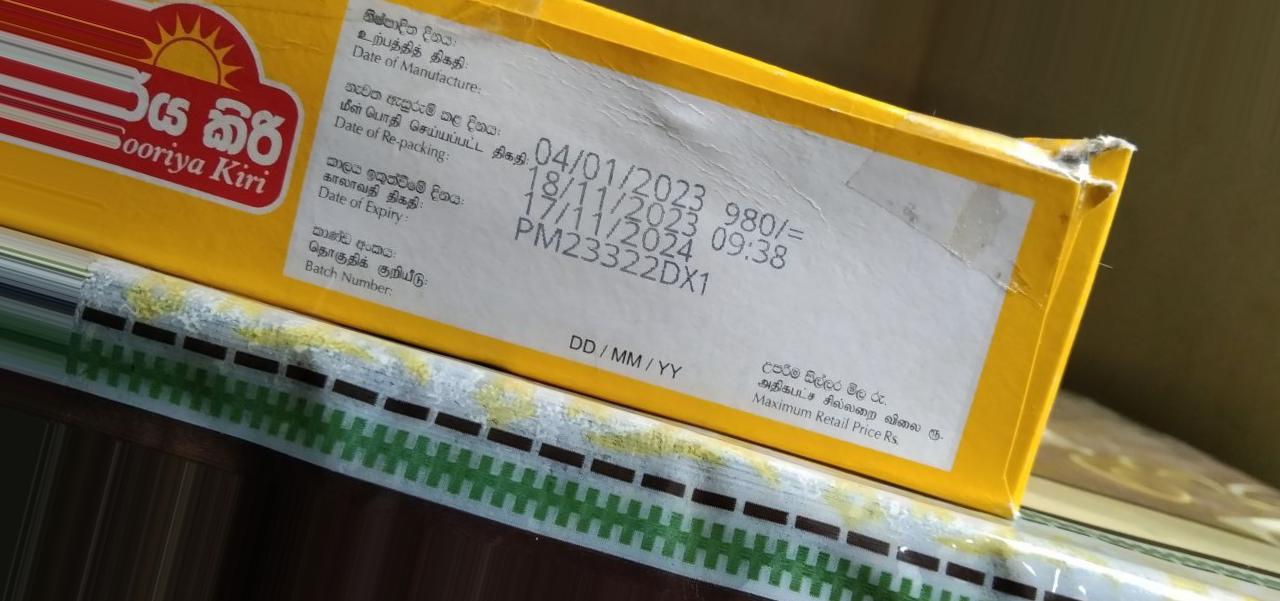 ය කිරි
ooriya Kiri
නිෂ්පාදිත දිනය:
உற்பத்தித் திகதி:
Date of Manufacture:
නැවත ඇසුරුම් කළ දිනය:
மீள் பொதி செய்யப்பட்ட திகதி:
Date of Re-packing:
කාලය ඉකුත්වීමේ දිනය:
காலாவதி திகதி:
Date of Expiry:
කාණ්ඩ අංකය:
தொகுதிக் குறியீடு:
Batch Number:
04/01/2023 980/=
18/11/2023 09:38
17/11/2024
PM23322DX1
DD / MM / YY
උපරිම සිල්ලර මිල රු.
அதிகபட்ச சில்லறை விலை ரூ.
Maximum Retail Price Rs.